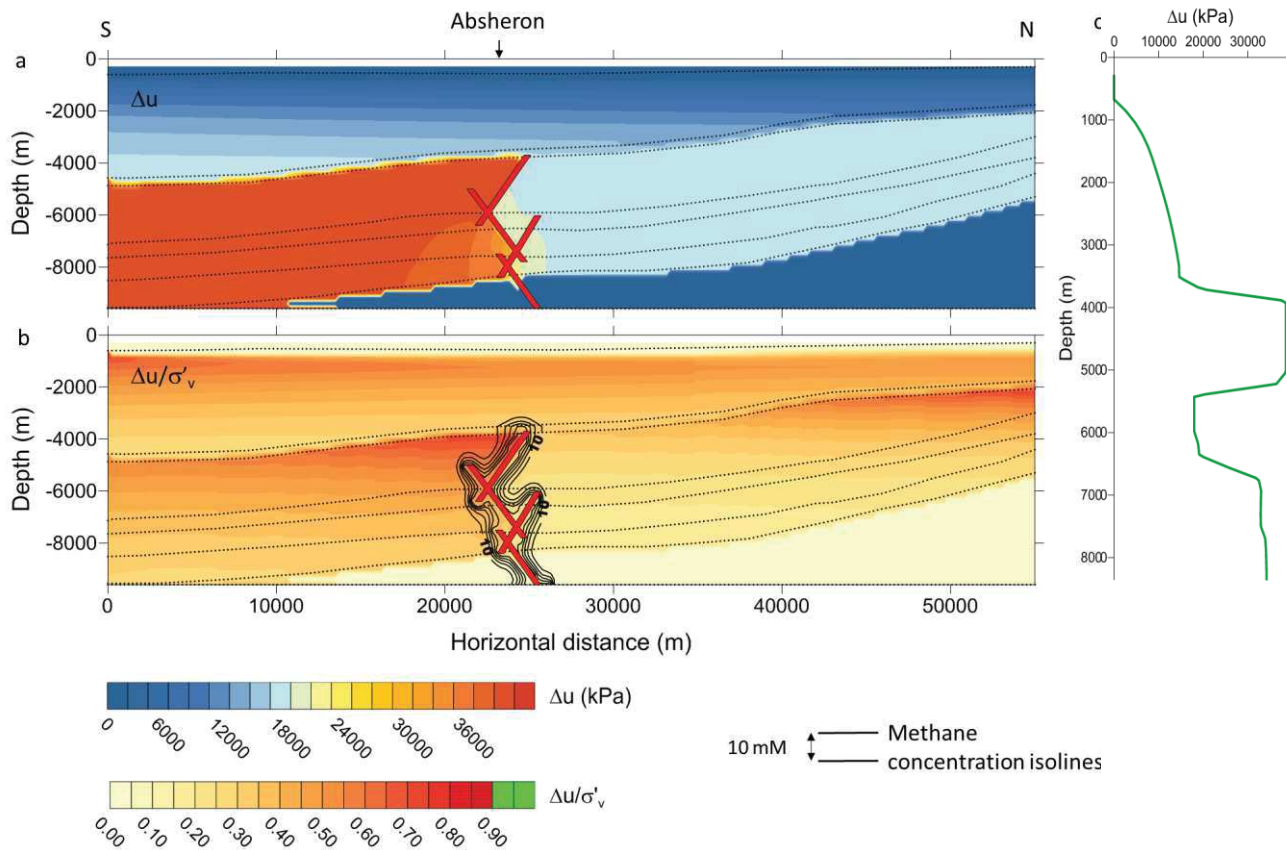 Absheron
S
N
a
Δu
0
-2000
-4000
-6000
-8000
Depth (m)
b
Δu/σ'v
10
10
10
0
-2000
-4000
-6000
-8000
Depth (m)
0
10000
20000
30000
40000
50000
Horizontal distance (m)
c
Δu (kPa)
0
10000
20000
30000
0
1000
2000
3000
4000
5000
6000
7000
8000
Depth (m)
Δu (kPa)
0
6000
12000
18000
24000
30000
36000
Δu/σ'v
0.00
0.10
0.20
0.30
0.40
0.50
0.60
0.70
0.80
0.90
10 mM
Methane
concentration isolines